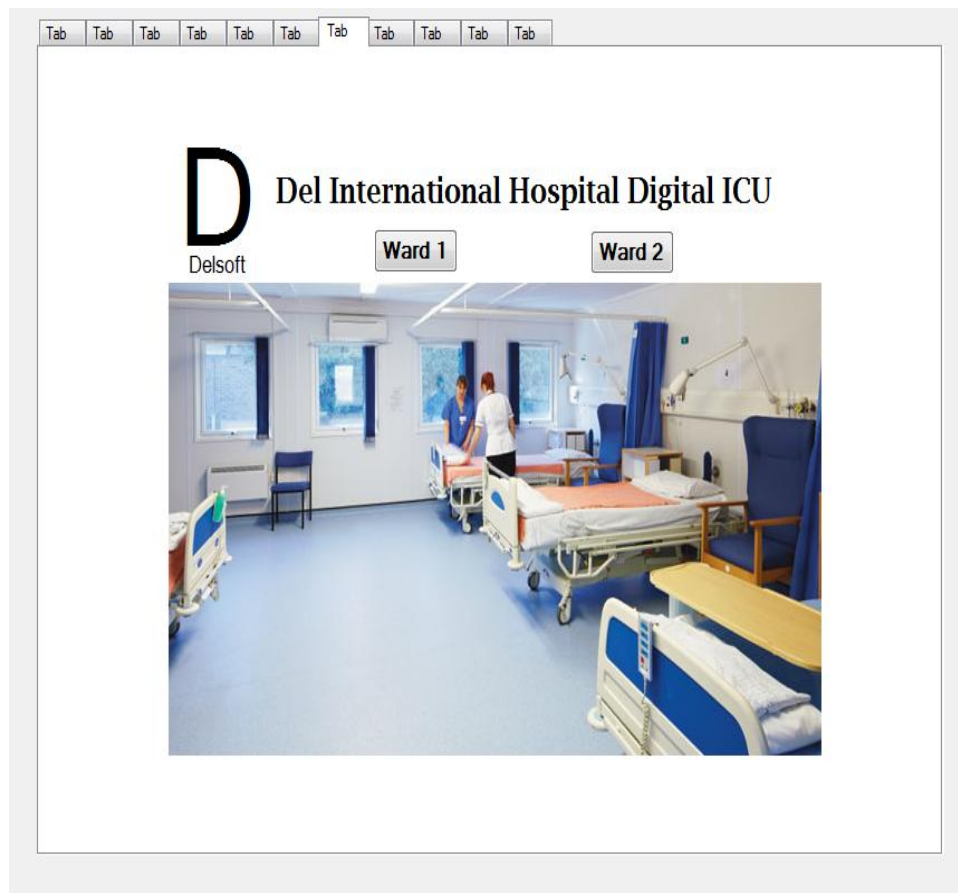 Tab Tab Tab Tab Tab Tab Tab Tab Tab Tab Tab
D
Del International Hospital Digital ICU
Delsoft
Ward 1 Ward 2